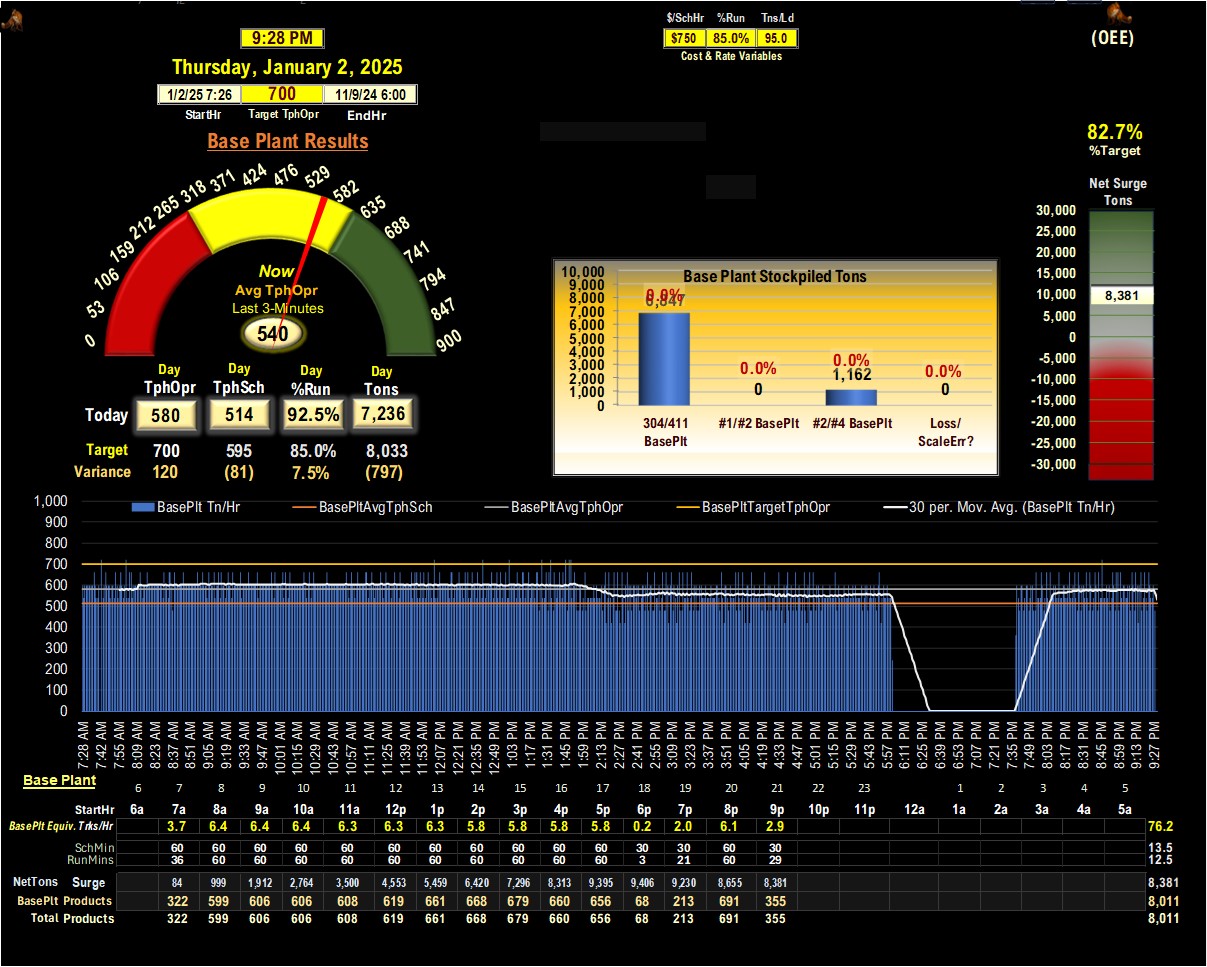 $/SchHr %Run Tns/Ld
9:28 PM
$750 85.0% 95.0
(OEE)
Cost & Rate Variables
Thursday, January 2, 2025
1/2/25 7:26 700 11/9/24 6:00
StartHr Target TphOpr EndHr
Base Plant Results
82.7%
%Target
Net Surge
Tons
0 53 106 159 212 265 318 371 424 476 529 582 635 688 741 794 847 900
Now
Avg TphOpr
Last 3-Minutes
540
30,000
25,000
20,000
15,000
10,000
5,000
0
-5,000
-10,000
-15,000
-20,000
-25,000
-30,000
8,381
Base Plant Stockpiled Tons
10,000
9,000
8,000
7,000
6,000
5,000
4,000
3,000
2,000
1,000
0
0.0%
6,847
0.0%
0
0.0%
1,162
0.0%
0
304/411 #1/#2 BasePlt #2/#4 BasePlt Loss/
BasePlt ScaleErr?
Day Day Day Day
TphOpr TphSch %Run Tons
Today 580 514 92.5% 7,236
Target 700 595 85.0% 8,033
Variance 120 (81) 7.5% (797)
BasePlt Tn/Hr BasePltAvgTphSch BasePltAvgTphOpr BasePltTargetTphOpr 30 per. Mov. Avg. (BasePlt Tn/Hr)
1,000
900
800
700
600
500
400
300
200
100
0
7:28 AM 7:42 AM 7:55 AM 8:09 AM 8:23 AM 8:37 AM 8:51 AM 9:05 AM 9:19 AM 9:33 AM 9:47 AM 10:01 AM 10:15 AM 10:29 AM 10:43 AM 10:57 AM 11:11 AM 11:25 AM 11:39 AM 11:53 AM 12:07 PM 12:21 PM 12:35 PM 12:49 PM 1:03 PM 1:17 PM 1:31 PM 1:45 PM 1:59 PM 2:13 PM 2:27 PM 2:41 PM 2:55 PM 3:09 PM 3:23 PM 3:37 PM 3:51 PM 4:05 PM 4:19 PM 4:33 PM 4:47 PM 5:01 PM 5:15 PM 5:29 PM 5:43 PM 5:57 PM 6:11 PM 6:25 PM 6:39 PM 6:53 PM 7:07 PM 7:21 PM 7:35 PM 7:49 PM 8:03 PM 8:17 PM 8:31 PM 8:45 PM 8:59 PM 9:13 PM 9:27 PM
Base Plant
6 7 8 9 10 11 12 13 14 15 16 17 18 19 20 21 22 23 1 2 3 4 5
StartHr 6a 7a 8a 9a 10a 11a 12p 1p 2p 3p 4p 5p 6p 7p 8p 9p 10p 11p 12a 1a 2a 3a 4a 5a
BasePlt Equiv. Trks/Hr 3.7 6.4 6.4 6.4 6.3 6.3 6.3 5.8 5.8 5.8 5.8 0.2 2.0 6.1 2.9 76.2
SchMin 60 60 60 60 60 60 60 60 60 60 60 30 30 60 30 13.5
RunMins 36 60 60 60 60 60 60 60 60 60 60 3 21 60 29 12.5
NetTons Surge 84 999 1,912 2,764 3,500 4,553 5,459 6,420 7,296 8,313 9,395 9,406 9,230 8,655 8,381 8,381
BasePlt Products 322 599 606 606 608 619 661 668 679 660 656 68 213 691 355 8,011
Total Products 322 599 606 606 608 619 661 668 679 660 656 68 213 691 355 8,011